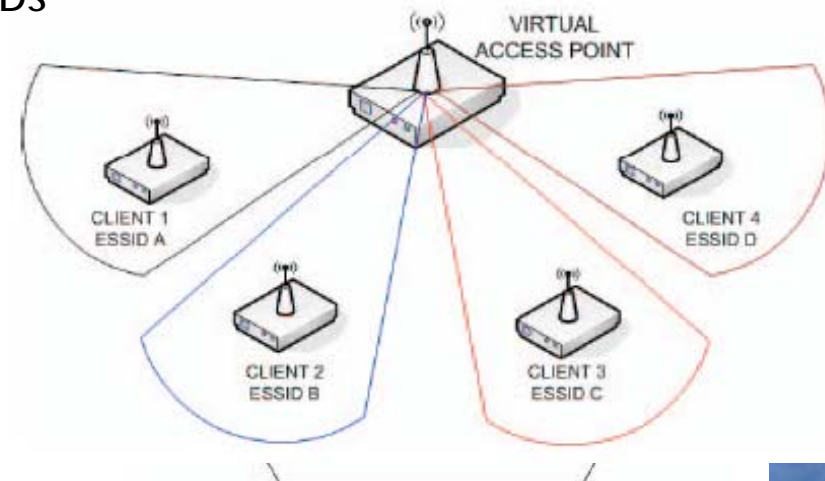 VIRTUAL
ACCESS POINT
CLIENT 1
ESSID A
CLIENT 4
ESSID D
CLIENT 2
ESSID B
CLIENT 3
ESSID C